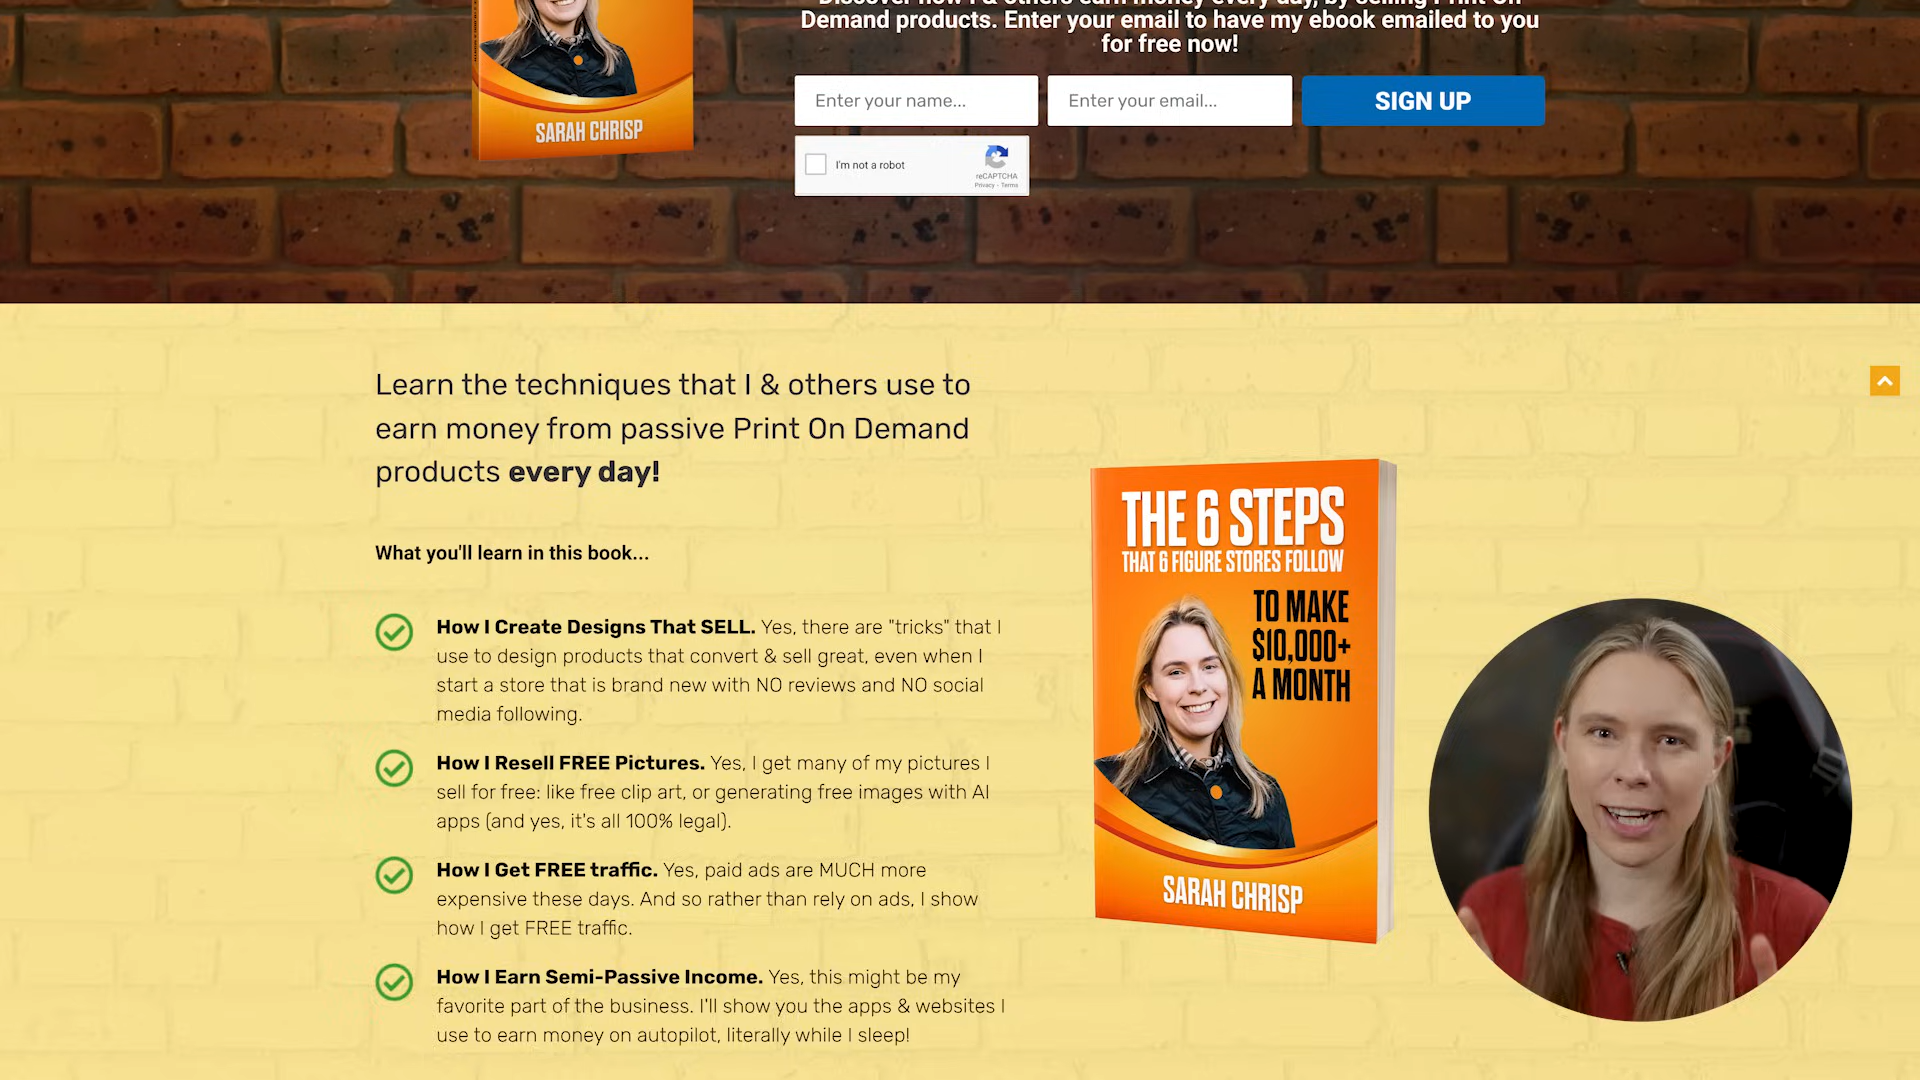 Discover how I & others earn money every day, by selling Print On
Demand products. Enter your email to have my ebook emailed to you
for free now!
SARAH CHRISP
Enter your name...
Enter your email...
SIGN UP
I'm not a robot
reCAPTCHA
Privacy - Terms
Learn the techniques that I & others use to
earn money from passive Print On Demand
products every day!
What you'll learn in this book...
How I Create Designs That SELL. Yes, there are "tricks" that I
use to design products that convert & sell great, even when I
start a store that is brand new with NO reviews and NO social
media following.
How I Resell FREE Pictures. Yes, I get many of my pictures I
sell for free: like free clip art, or generating free images with AI
apps (and yes, it's all 100% legal).
How I Get FREE traffic. Yes, paid ads are MUCH more
expensive these days. And so rather than rely on ads, I show
how I get FREE traffic.
How I Earn Semi-Passive Income. Yes, this might be my
favorite part of the business. I'll show you the apps & websites I
use to earn money on autopilot, literally while I sleep!
THE 6 STEPS
THAT 6 FIGURE STORES FOLLOW
TO MAKE
$10,000+
A MONTH
SARAH CHRISP